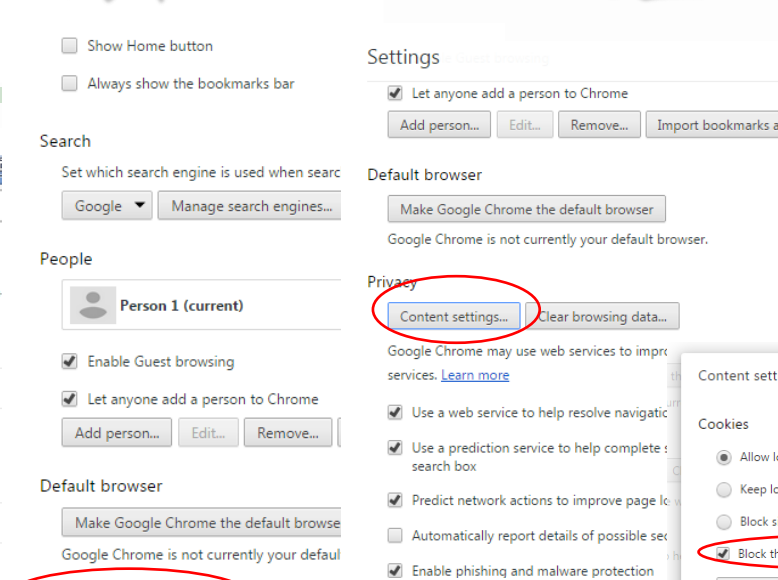 Show Home button
Always show the bookmarks bar
Search
Set which search engine is used when searc
Google
Manage search engines...
People
Person 1 (current)
Enable Guest browsing
Let anyone add a person to Chrome
Add person...
Edit...
Remove...
Default browser
Make Google Chrome the default browse
Google Chrome is not currently your defaul
Settings
Let anyone add a person to Chrome
Add person...
Edit...
Remove...
Import bookmarks a
Default browser
Make Google Chrome the default browser
Google Chrome is not currently your default browser.
Privacy
Content settings...
Clear browsing data...
Google Chrome may use web services to impro
services. Learn more
Use a web service to help resolve navigatio
Use a prediction service to help complete s
search box
Predict network actions to improve page lo
Automatically report details of possible sec
Enable phishing and malware protection
Content sett
Cookies
Allow lo
Keep lo
Block s
Block th